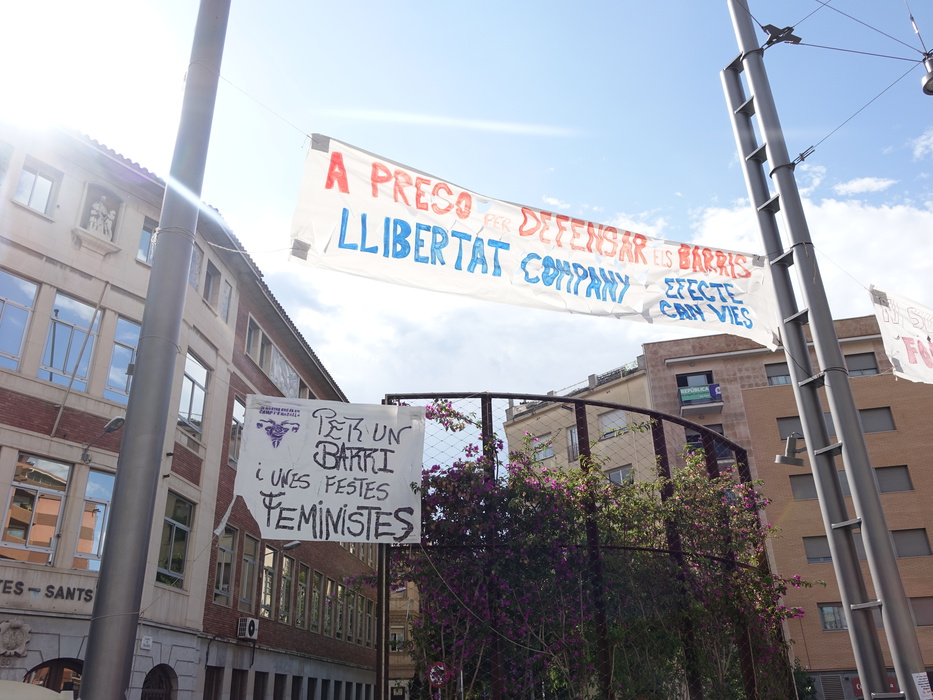 A PRESO PER DEFENSAR ELS BARRIS
LLIBERTAT COMPANY
EFECTE
CAN VIES
PER UN
BARRI
I UNES FESTES
FEMINISTES
REPÚBLICA
TES - SANTS